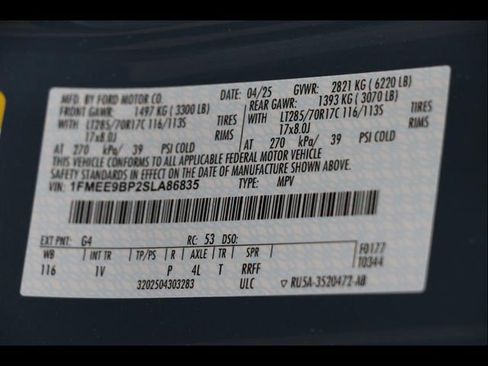 MFD. BY FORD MOTOR CO.
DATE: 04/25 GVWR: 2821 KG ( 6220 LB)
FRONT GAWR: 1497 KG ( 3300 LB)
REAR GAWR: 1393 KG ( 3070 LB)
WITH LT285/70R17C 116/113S TIRES
WITH LT285/70R17C 116/113S TIRES
17x8.0J RIMS
17x8.0J RIMS
AT 270 kPa/ 39 PSI COLD
AT 270 kPa/ 39 PSI COLD
THIS VEHICLE CONFORMS TO ALL APPLICABLE FEDERAL MOTOR VEHICLE
SAFETY STANDARDS IN EFFECT ON THE DATE OF MANUFACTURE SHOWN ABOVE.
VIN: 1FMEE9BP2SLA86835
TYPE: MPV
EXT PNT: G4 RC: 53 DSO:
WB INT TR TP/PS R AXLE TR SPR
116 1V P 4L T RRFF
F0177
T0344
3202504303283 ULC ▽ RU5A-3520472-AB